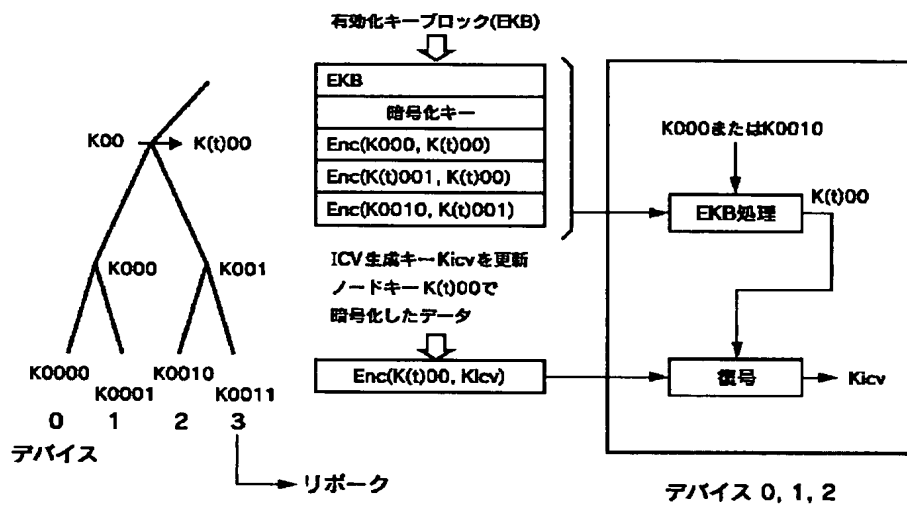 有効化キーブロック(EKB)
EKB
暗号化キー
Enc(K000, K(t)00)
Enc(K(t)001, K(t)00)
Enc(K0010, K(t)001)
K00
K(t)00
K000
K001
K0000
K0001
K0010
K0011
0
1
2
3
デバイス
リボーク
ICV生成キーKicvを更新
ノードキーK(t)00で
暗号化したデータ
Enc(K(t)00, Kicv)
K000またはK0010
EKB処理
K(t)00
復号
Kicv
デバイス 0, 1, 2